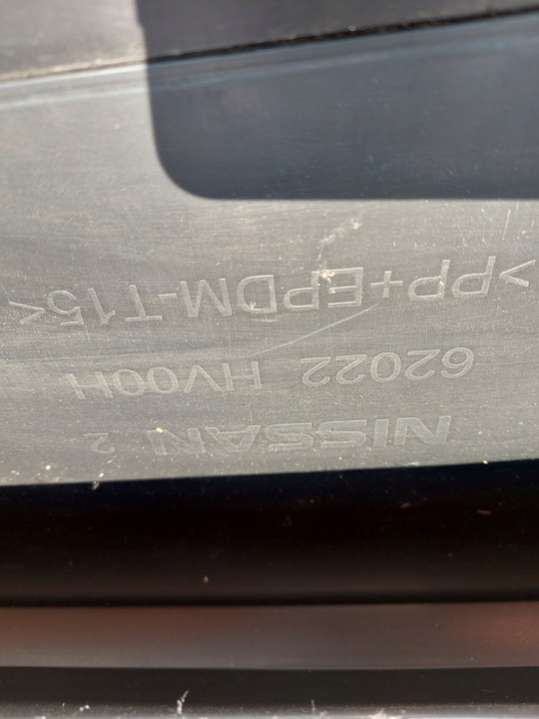 NISSAN 2
62022 HV00H
>PP+EPDM-T15<